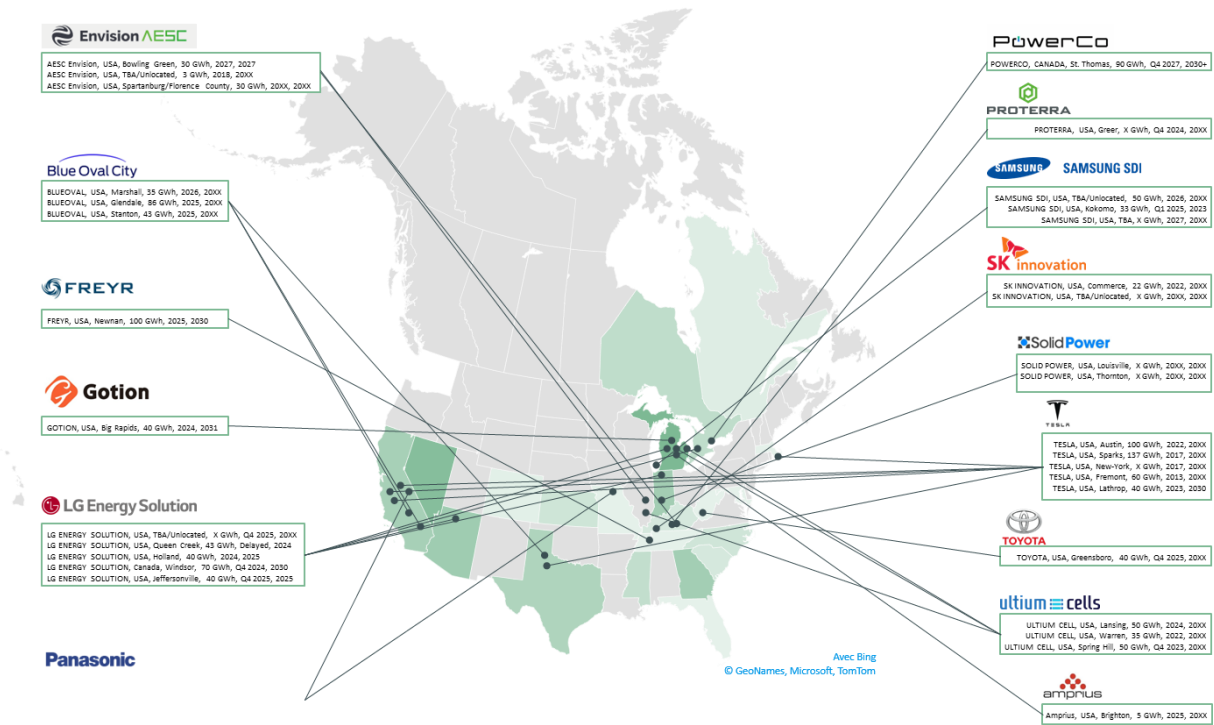 Envision AESC
AESC Envision, USA, Bowling Green, 30 GWh, 2027, 2027
AESC Envision, USA, TBA/Unlocated, 3 GWh, 2018, 20XX
AESC Envision, USA, Spartanburg/Florence County, 30 GWh, 20XX, 20XX
Blue Oval City
BLUEOVAL, USA, Marshall, 35 GWh, 2026, 20XX
BLUEOVAL, USA, Glendale, 86 GWh, 2025, 20XX
BLUEOVAL, USA, Stanton, 43 GWh, 2025, 20XX
FREYR
FREYR, USA, Newnan, 100 GWh, 2025, 2030
Gotion
GOTION, USA, Big Rapids, 40 GWh, 2024, 2031
LG Energy Solution
LG ENERGY SOLUTION, USA, TBA/Unlocated, X GWh, Q4 2025, 20XX
LG ENERGY SOLUTION, USA, Queen Creek, 43 GWh, Delayed, 2024
LG ENERGY SOLUTION, USA, Holland, 40 GWh, 2024, 2025
LG ENERGY SOLUTION, Canada, Windsor, 70 GWh, Q4 2024, 2030
LG ENERGY SOLUTION, USA, Jeffersonville, 40 GWh, Q4 2025, 2025
Panasonic
PowerCo
POWERCO, CANADA, St. Thomas, 90 GWh, Q4 2027, 2030+
PROTERRA
PROTERRA, USA, Greer, X GWh, Q4 2024, 20XX
SAMSUNG SAMSUNG SDI
SAMSUNG SDI, USA, TBA/Unlocated, 50 GWh, 2026, 20XX
SAMSUNG SDI, USA, Kokomo, 33 GWh, Q1 2025, 2023
SAMSUNG SDI, USA, TBA, X GWh, 2027, 20XX
SK innovation
SK INNOVATION, USA, Commerce, 22 GWh, 2022, 20XX
SK INNOVATION, USA, TBA/Unlocated, X GWh, 20XX, 20XX
Solid Power
SOLID POWER, USA, Louisville, X GWh, 20XX, 20XX
SOLID POWER, USA, Thornton, X GWh, 20XX, 20XX
TESLA
TESLA, USA, Austin, 100 GWh, 2022, 20XX
TESLA, USA, Sparks, 137 GWh, 2017, 20XX
TESLA, USA, New-York, X GWh, 2017, 20XX
TESLA, USA, Fremont, 60 GWh, 2013, 20XX
TESLA, USA, Lathrop, 40 GWh, 2023, 2030
TOYOTA
TOYOTA, USA, Greensboro, 40 GWh, Q4 2025, 20XX
ultium cells
ULTIUM CELL, USA, Lansing, 50 GWh, 2024, 20XX
ULTIUM CELL, USA, Warren, 35 GWh, 2022, 20XX
ULTIUM CELL, USA, Spring Hill, 50 GWh, Q4 2023, 20XX
amprius
Amprius, USA, Brighton, 5 GWh, 2025, 20XX
Avec Bing
© GeoNames, Microsoft, TomTom